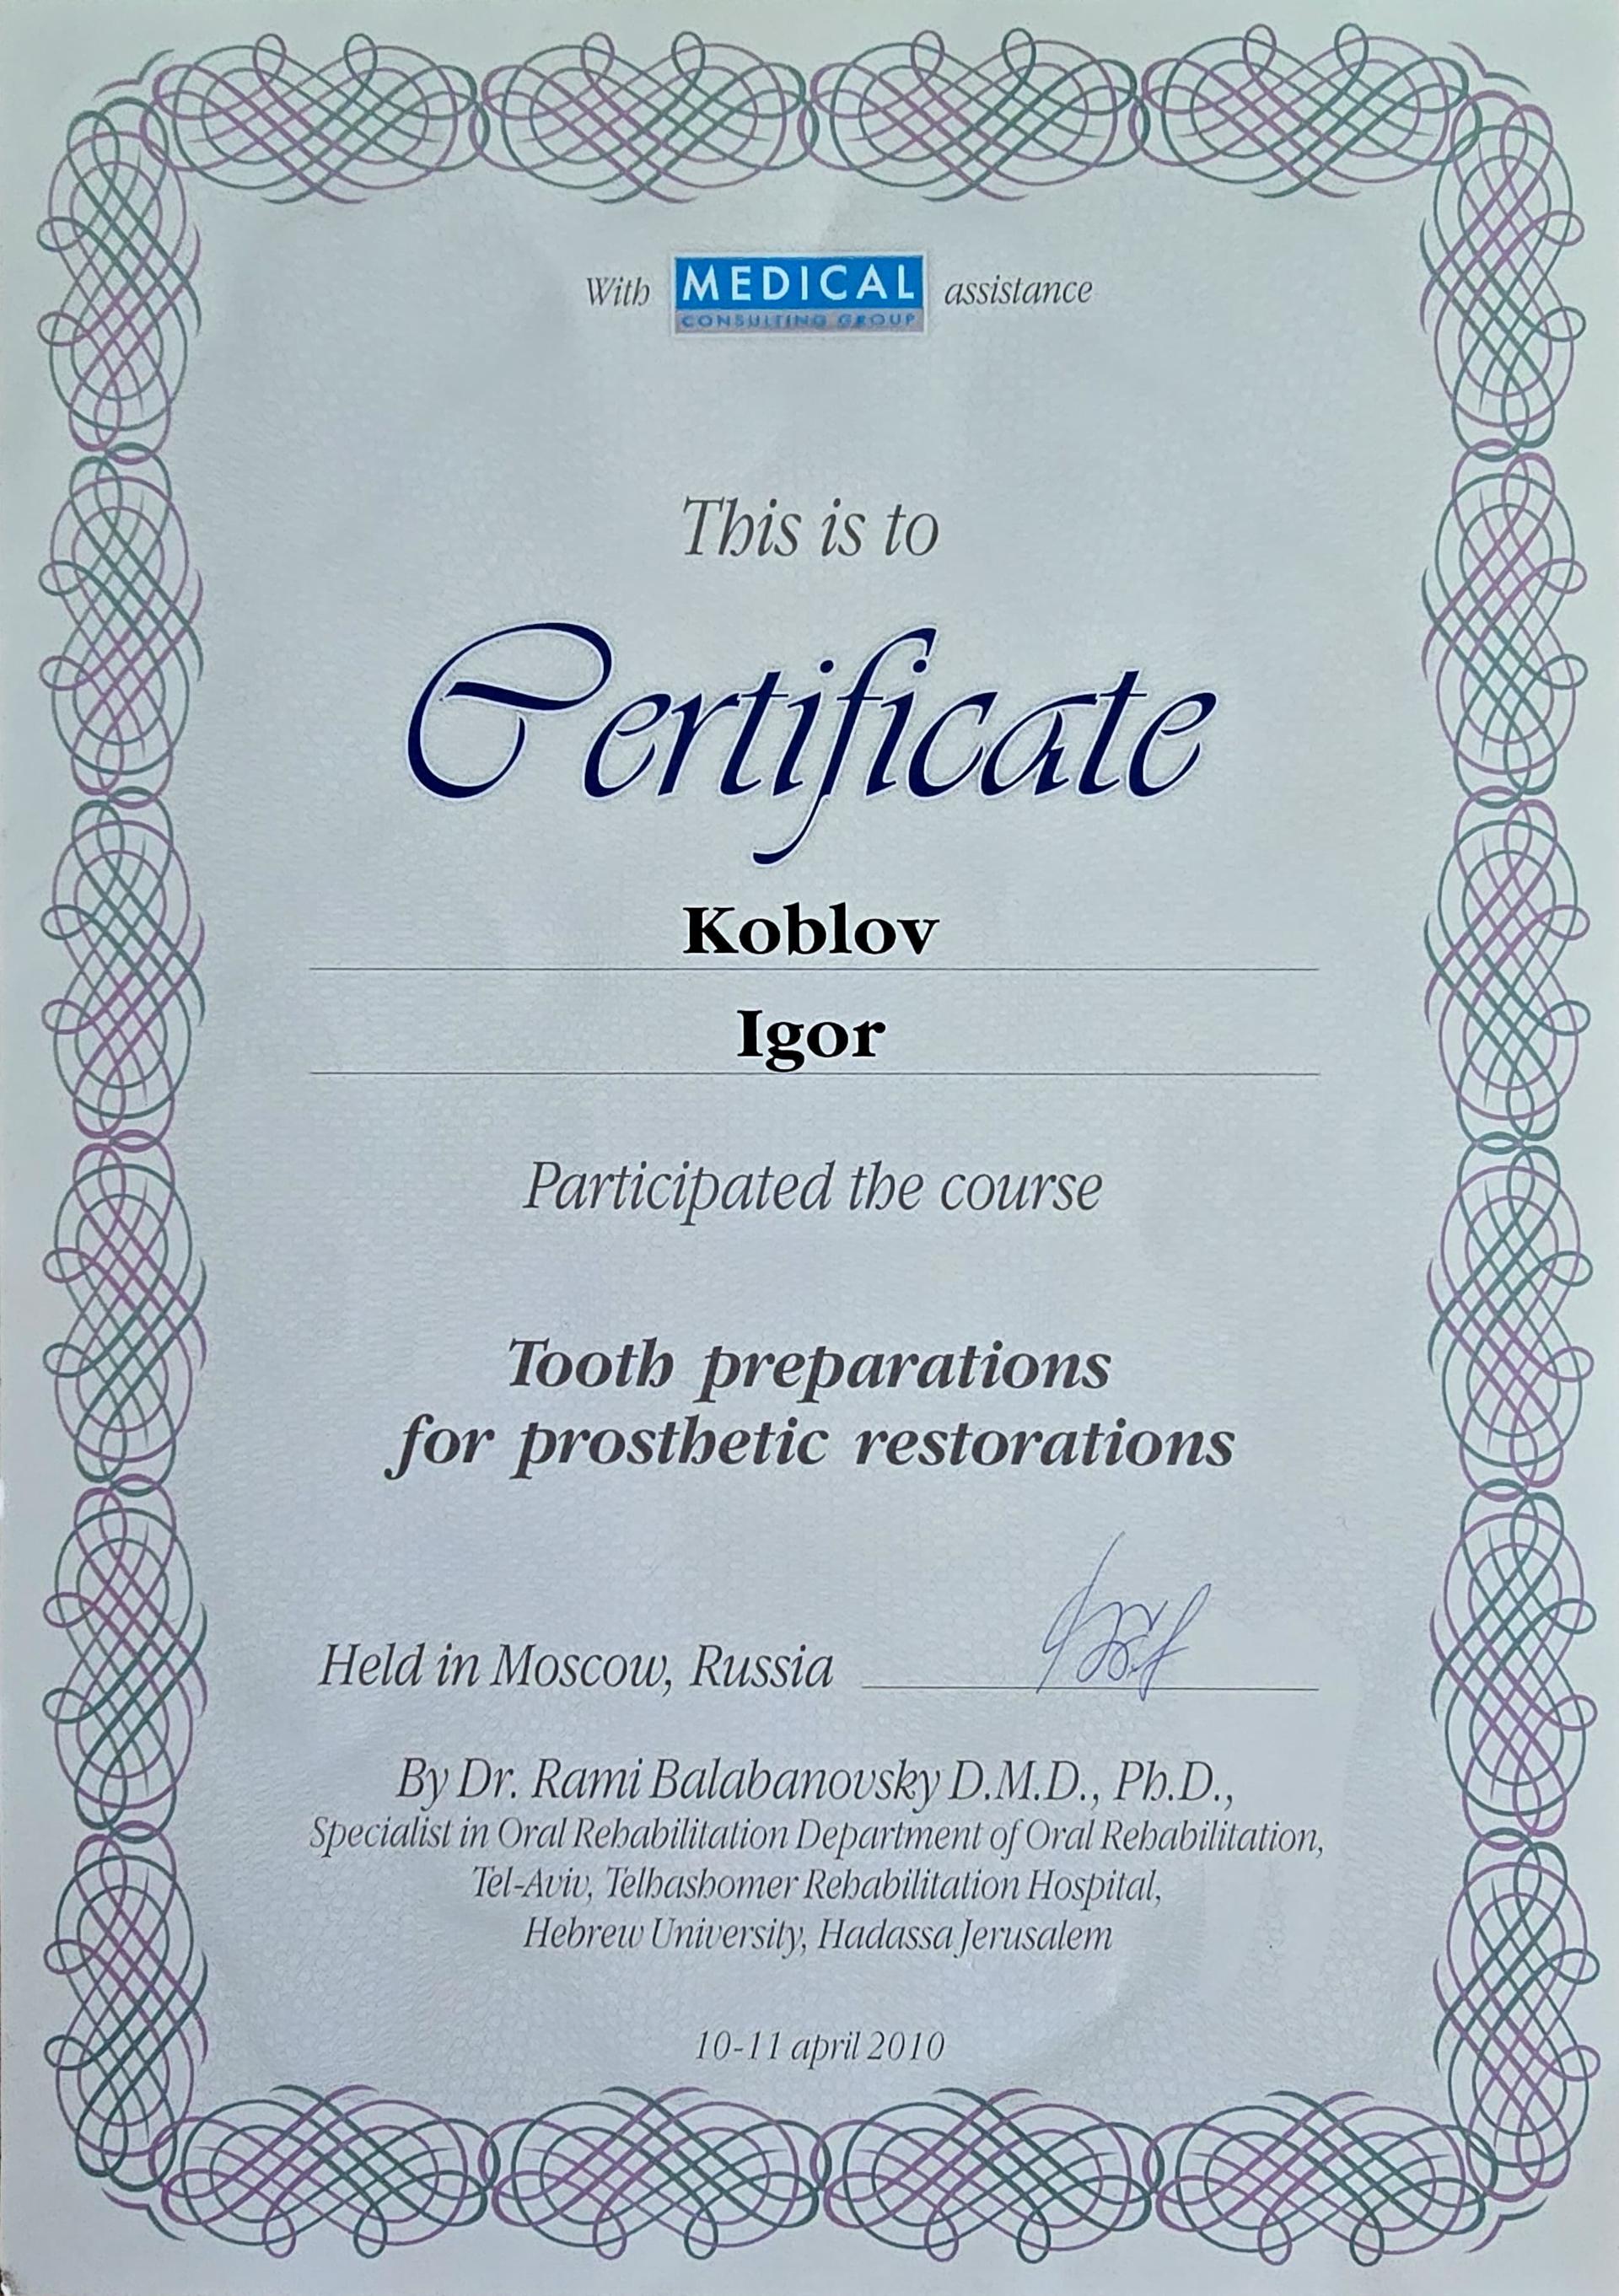 With MEDICAL CONSULTING GROUP assistance
This is to
Certificate
Koblov
Igor
Participated the course
Tooth preparations
for prosthetic restorations
Held in Moscow, Russia
By Dr. Rami Balabanovsky D.M.D., Ph.D.,
Specialist in Oral Rehabilitation Department of Oral Rehabilitation,
Tel-Aviv, Telhashomer Rehabilitation Hospital,
Hebrew University, Hadassa Jerusalem
10-11 april 2010